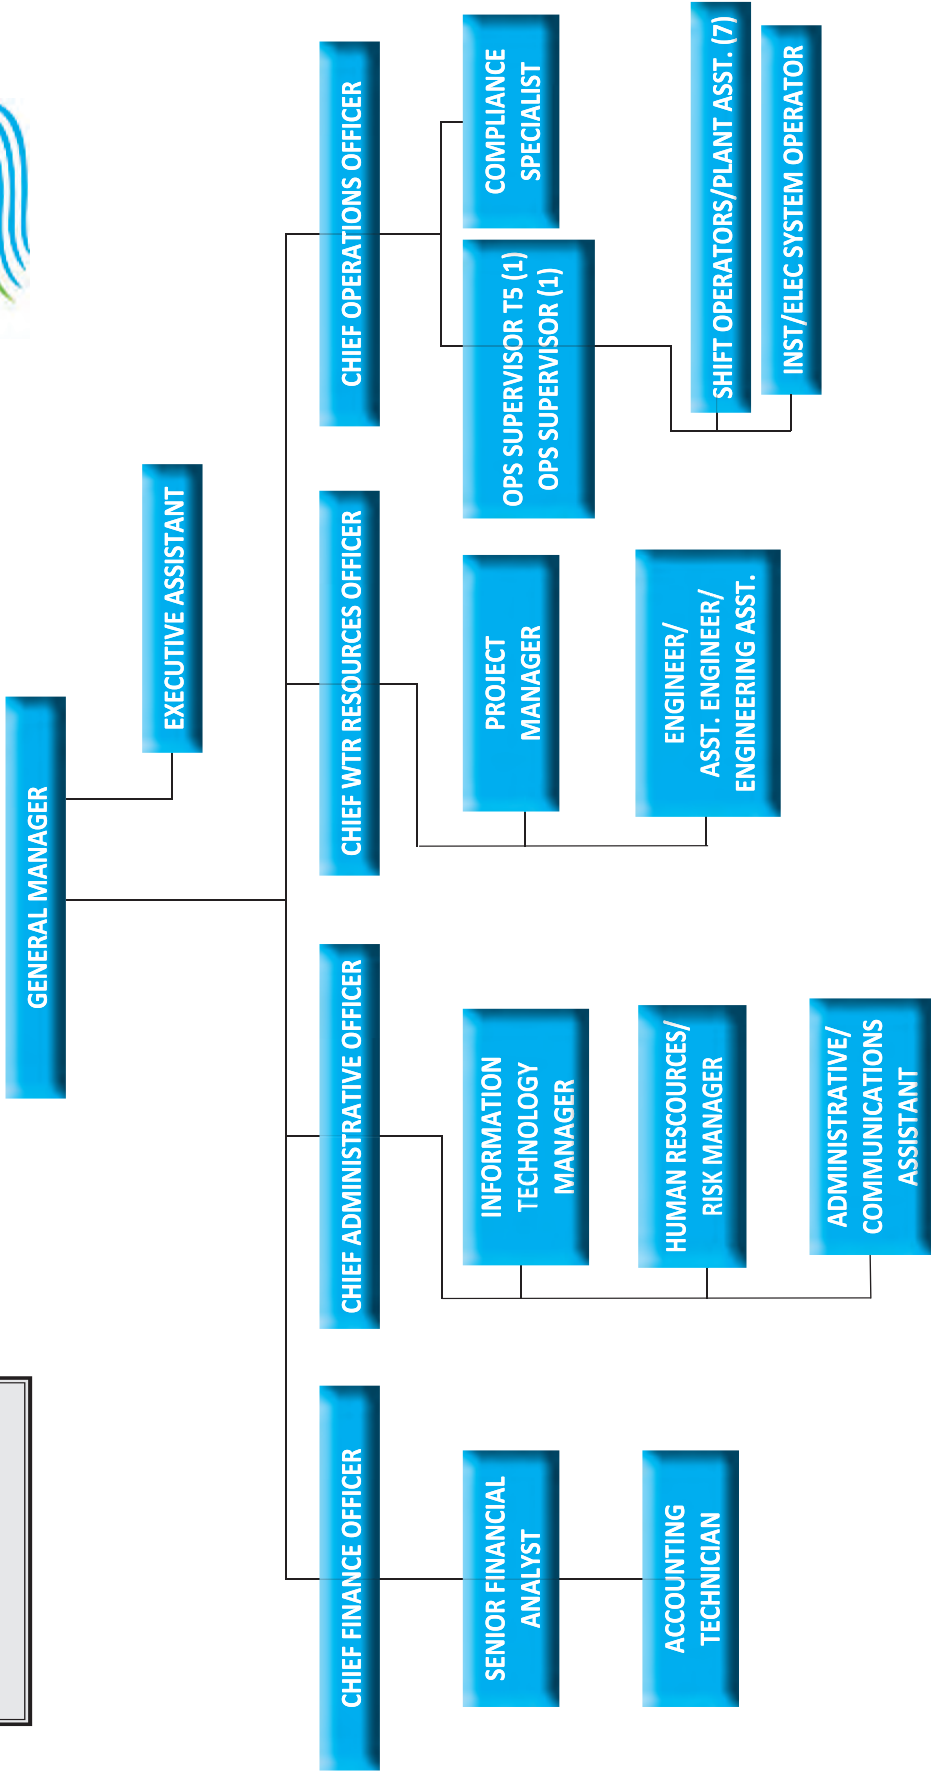 GENERAL MANAGER
EXECUTIVE ASSISTANT
CHIEF FINANCE OFFICER
CHIEF ADMINISTRATIVE OFFICER
CHIEF WTR RESOURCES OFFICER
CHIEF OPERATIONS OFFICER
SENIOR FINANCIAL
ANALYST
ACCOUNTING
TECHNICIAN
INFORMATION
TECHNOLOGY
MANAGER
HUMAN RESCOURCES/
RISK MANAGER
ADMINISTRATIVE/
COMMUNICATIONS
ASSISTANT
PROJECT
MANAGER
ENGINEER/
ASST. ENGINEER/
ENGINEERING ASST.
OPS SUPERVISOR T5 (1)
OPS SUPERVISOR (1)
COMPLIANCE
SPECIALIST
SHIFT OPERATORS/PLANT ASST. (7)
INST/ELEC SYSTEM OPERATOR